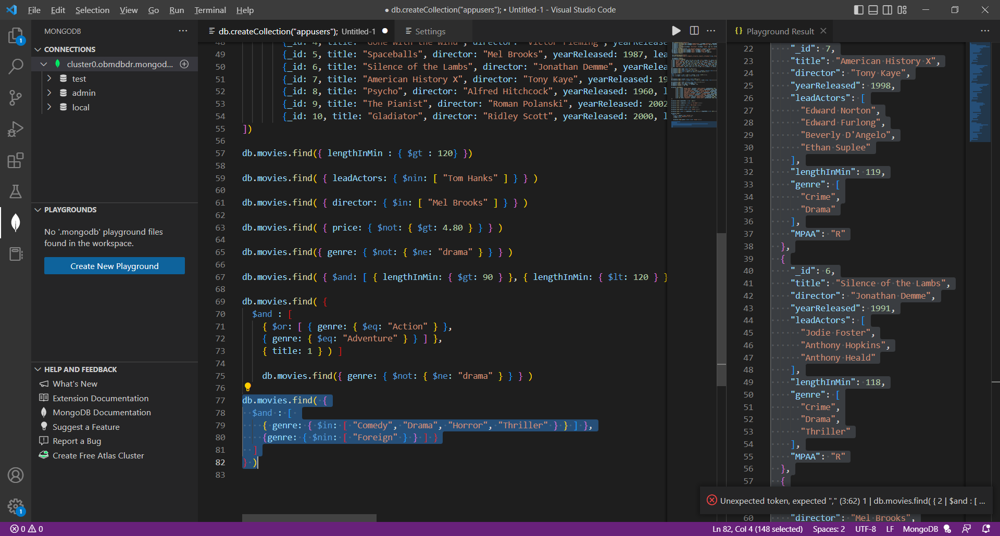 File Edit Selection View Go Run Terminal Help
● db.createCollection("appusers"); • Untitled-1 - Visual Studio Code
MONGODB
CONNECTIONS
cluster0.obmdbdr.mongod...
test
admin
local
PLAYGROUNDS
No '.mongodb' playground files
found in the workspace.
Create New Playground
HELP AND FEEDBACK
What's New
Extension Documentation
MongoDB Documentation
Suggest a Feature
Report a Bug
Create Free Atlas Cluster
1
1
db.createCollection("appusers"); Untitled-1 ●
Settings
48 {_id: 4, title: "Gone With the Wind", director: "Victor Fleming", yearRelease
49 {_id: 5, title: "Spaceballs", director: "Mel Brooks", yearReleased: 1987, lea
50 {_id: 6, title: "Silence of the Lambs", director: "Jonathan Demme", yearRelea
51 {_id: 7, title: "American History X", director: "Tony Kaye", yearReleased: 19
52 {_id: 8, title: "Psycho", director: "Alfred Hitchcock", yearReleased: 1960, l
53 {_id: 9, title: "The Pianist", director: "Roman Polanski", yearReleased: 2002
54 {_id: 10, title: "Gladiator", director: "Ridley Scott", yearReleased: 2000, l
55 ])
56
57 db.movies.find({ lengthInMin : { $gt : 120} })
58
59 db.movies.find( { leadActors: { $nin: [ "Tom Hanks" ] } } )
60
61 db.movies.find( { director: { $in: [ "Mel Brooks" ] } } )
62
63 db.movies.find( { price: { $not: { $gt: 4.80 } } } )
64
65 db.movies.find({ genre: { $not: { $ne: "drama" } } } )
66
67 db.movies.find( { $and: [ { lengthInMin: { $gt: 90 } }, { lengthInMin: { $lt: 120 } }
68
69 db.movies.find( {
70 $and : [
71 { $or: [ { genre: { $eq: "Action" } },
72 { genre: { $eq: "Adventure" } } ] },
73 { title: 1 } ) ]
74
75 db.movies.find({ genre: { $not: { $ne: "drama" } } } )
76
77 db.movies.find( {
78 $and : [
79 { genre: { $in: [ "Comedy", "Drama", "Horror", "Thriller" } } ] },
80 {genre: { $nin: [ "Foreign" } } ] }
81 ]
82 } )
83
Playground Result
22 "_id": 7,
23 "title": "American History X",
24 "director": "Tony Kaye",
25 "yearReleased": 1998,
26 "leadActors": [
27 "Edward Norton",
28 "Edward Furlong",
29 "Beverly D'Angelo",
30 "Ethan Suplee"
31 ],
32 "lengthInMin": 119,
33 "genre": [
34 "Crime",
35 "Drama"
36 ],
37 "MPAA": "R"
38 },
39 {
40 "_id": 6,
41 "title": "Silence of the Lambs",
42 "director": "Jonathan Demme",
43 "yearReleased": 1991,
44 "leadActors": [
45 "Jodie Foster",
46 "Anthony Hopkins",
47 "Anthony Heald"
48 ],
49 "lengthInMin": 118,
50 "genre": [
51 "Crime",
52 "Drama",
53 "Thriller"
54 ],
55 "MPAA": "R"
56 },
57 {
Unexpected token, expected "," (3:62) 1 | db.movies.find( { 2 | $and : [ ...
60 "director": "Mel Brooks",
0 0
Ln 82, Col 4 (148 selected) Spaces: 2 UTF-8 LF MongoDB